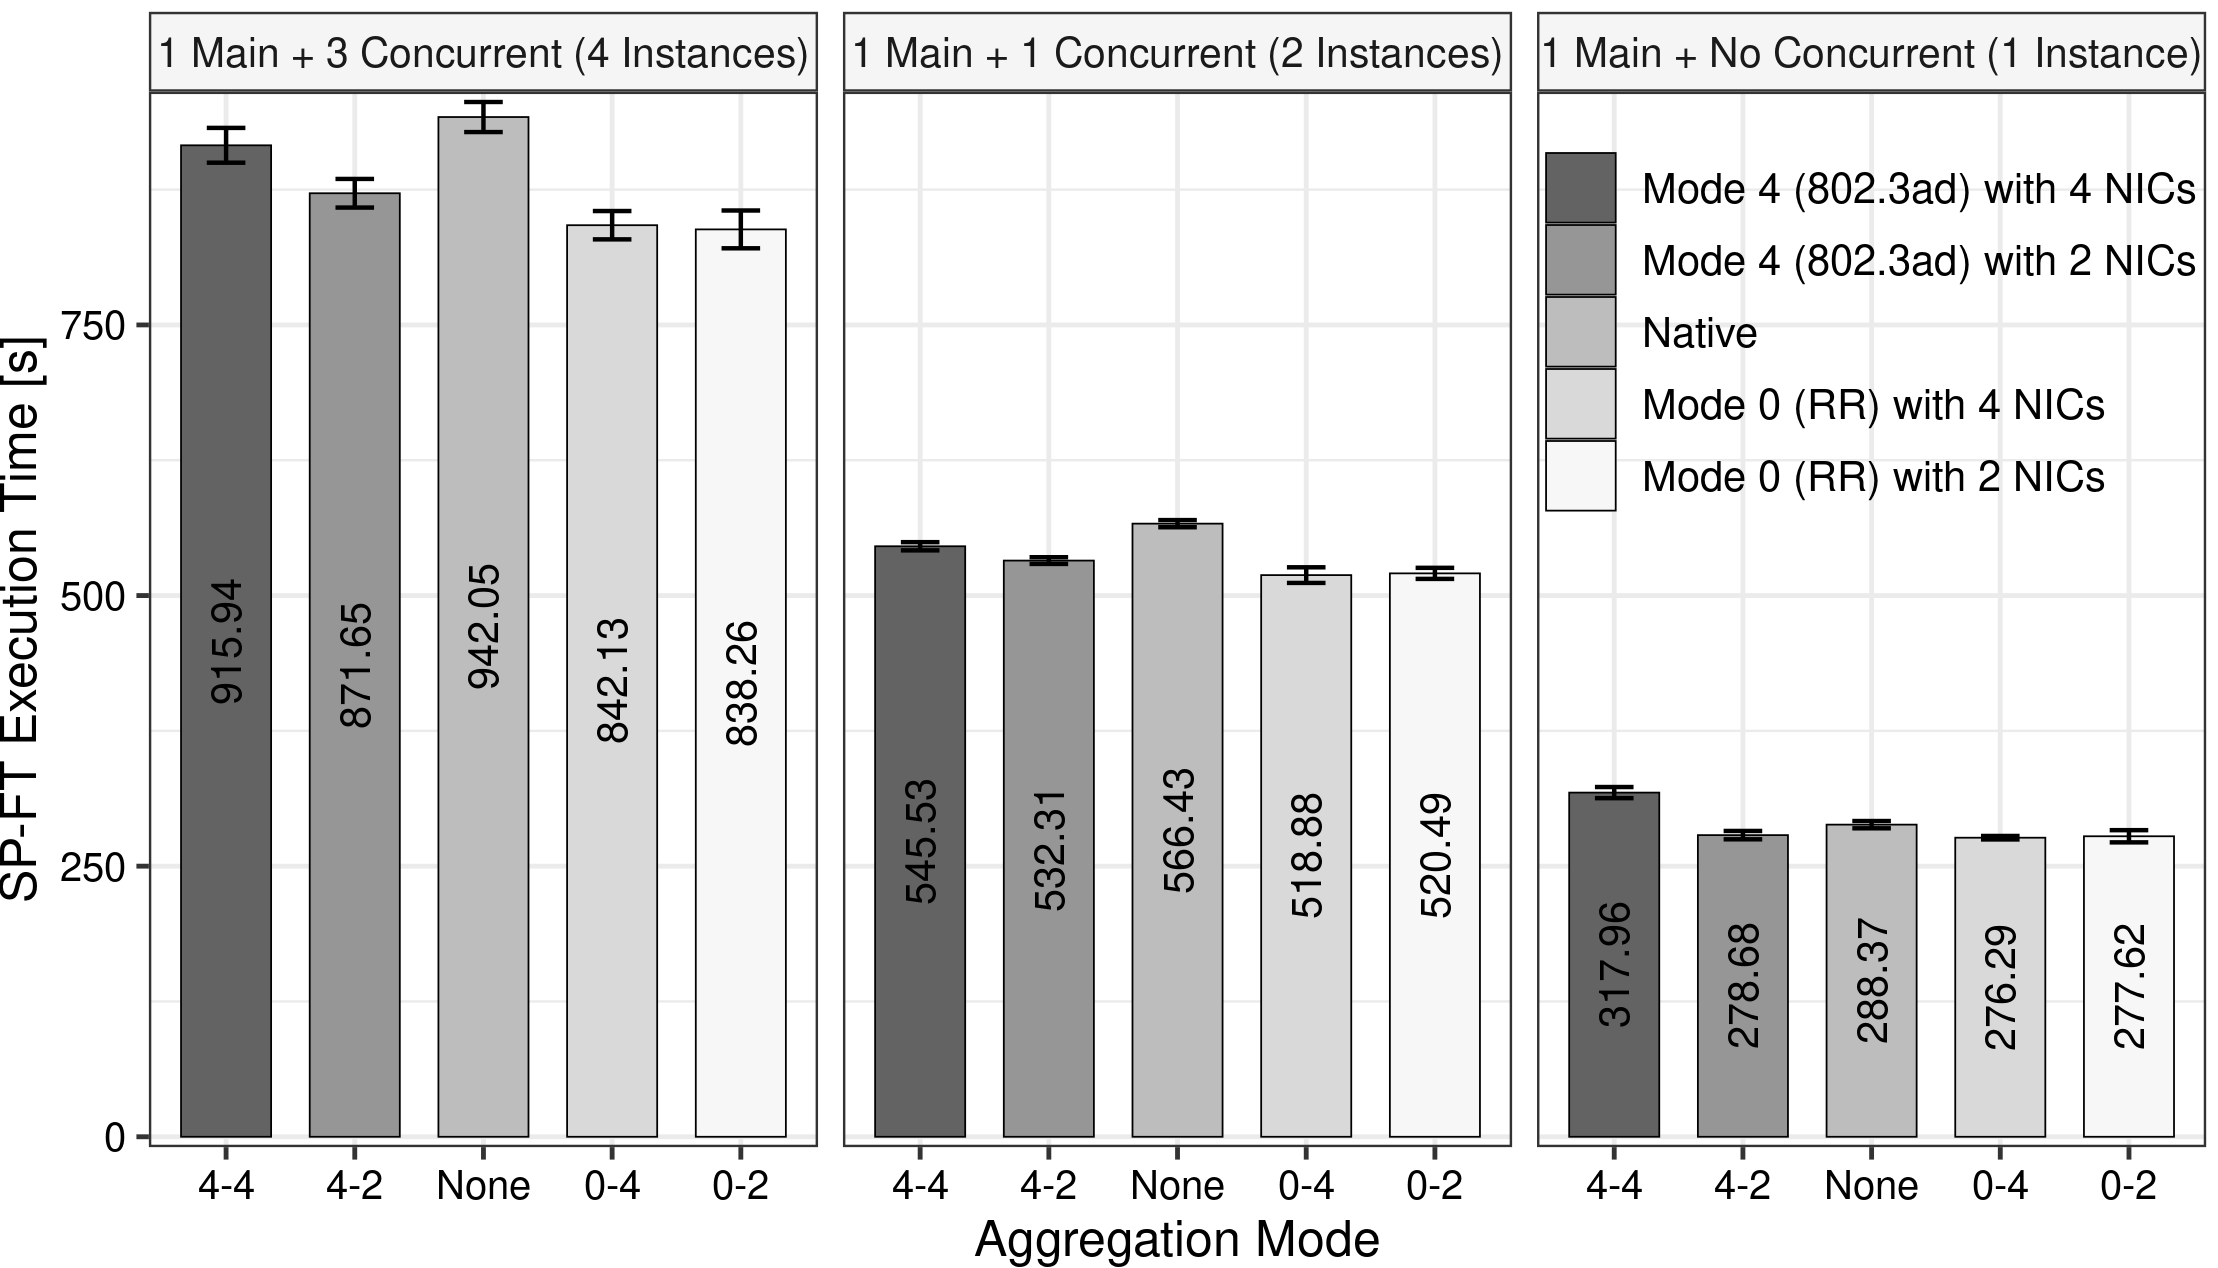 1 Main + 3 Concurrent (4 Instances)
1 Main + 1 Concurrent (2 Instances)
1 Main + No Concurrent (1 Instance)
SP-FT Execution Time [s]
750
500
250
0
915.94
871.65
942.05
842.13
838.26
545.53
532.31
566.43
518.88
520.49
Mode 4 (802.3ad) with 4 NICs
Mode 4 (802.3ad) with 2 NICs
Native
Mode 0 (RR) with 4 NICs
Mode 0 (RR) with 2 NICs
317.96
278.68
288.37
276.29
277.62
4-4
4-2
None
0-4
0-2
4-4
4-2
None
0-4
0-2
4-4
4-2
None
0-4
0-2
Aggregation Mode